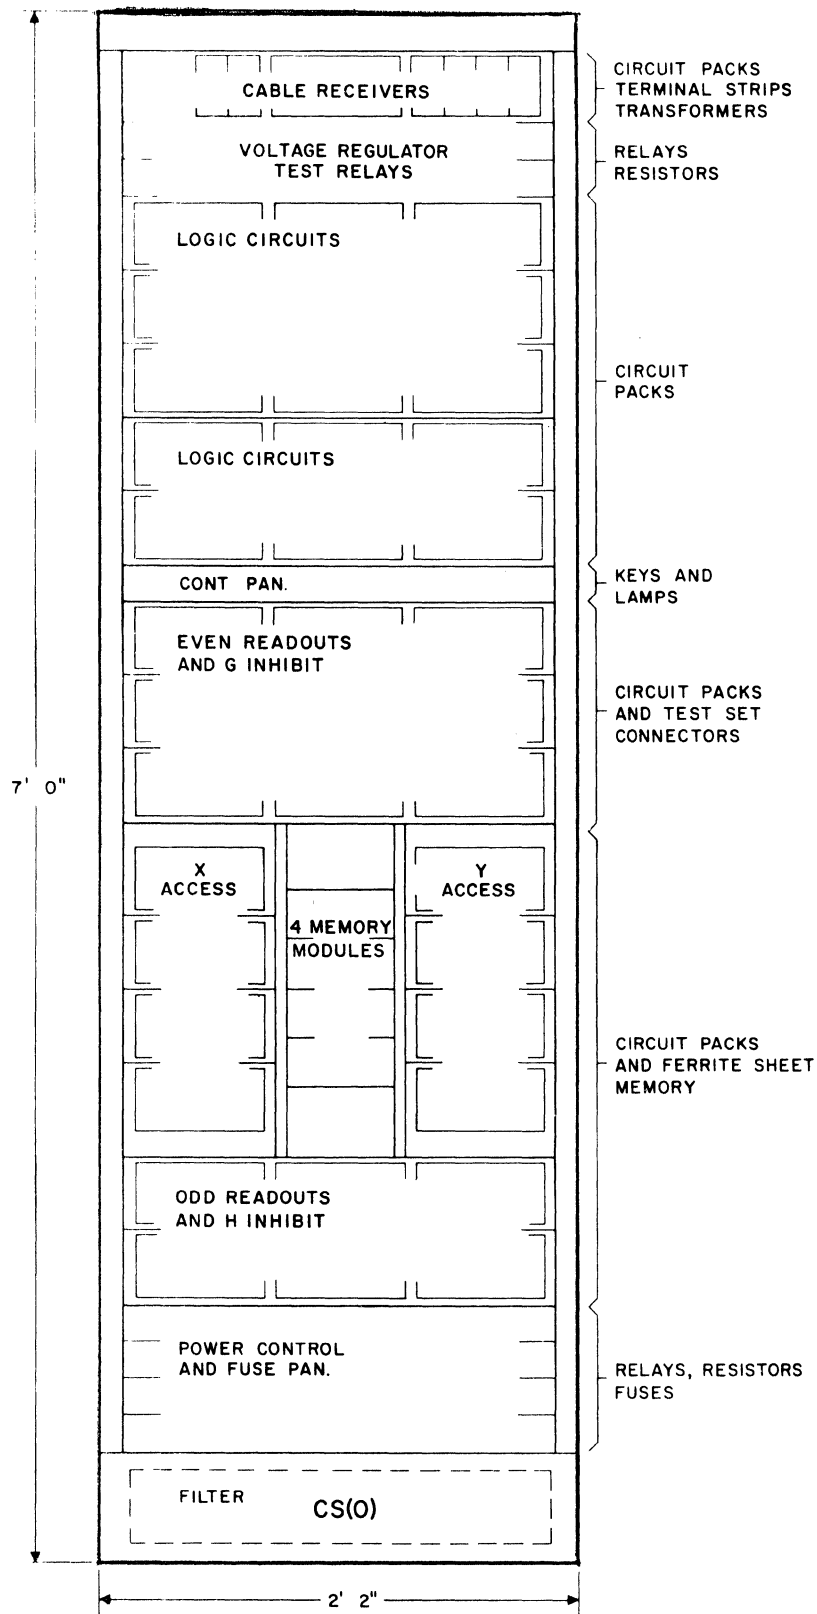 CABLE RECEIVERS
CIRCUIT PACKS
TERMINAL STRIPS
TRANSFORMERS
VOLTAGE REGULATOR
TEST RELAYS
RELAYS
RESISTORS
LOGIC CIRCUITS
CIRCUIT
PACKS
LOGIC CIRCUITS
CONT PAN.
KEYS AND
LAMPS
EVEN READOUTS
AND G INHIBIT
CIRCUIT PACKS
AND TEST SET
CONNECTORS
7' 0"
X
ACCESS
4 MEMORY
MODULES
Y
ACCESS
CIRCUIT PACKS
AND FERRITE SHEET
MEMORY
ODD READOUTS
AND H INHIBIT
POWER CONTROL
AND FUSE PAN.
RELAYS, RESISTORS
FUSES
FILTER
CS(0)
2' 2"